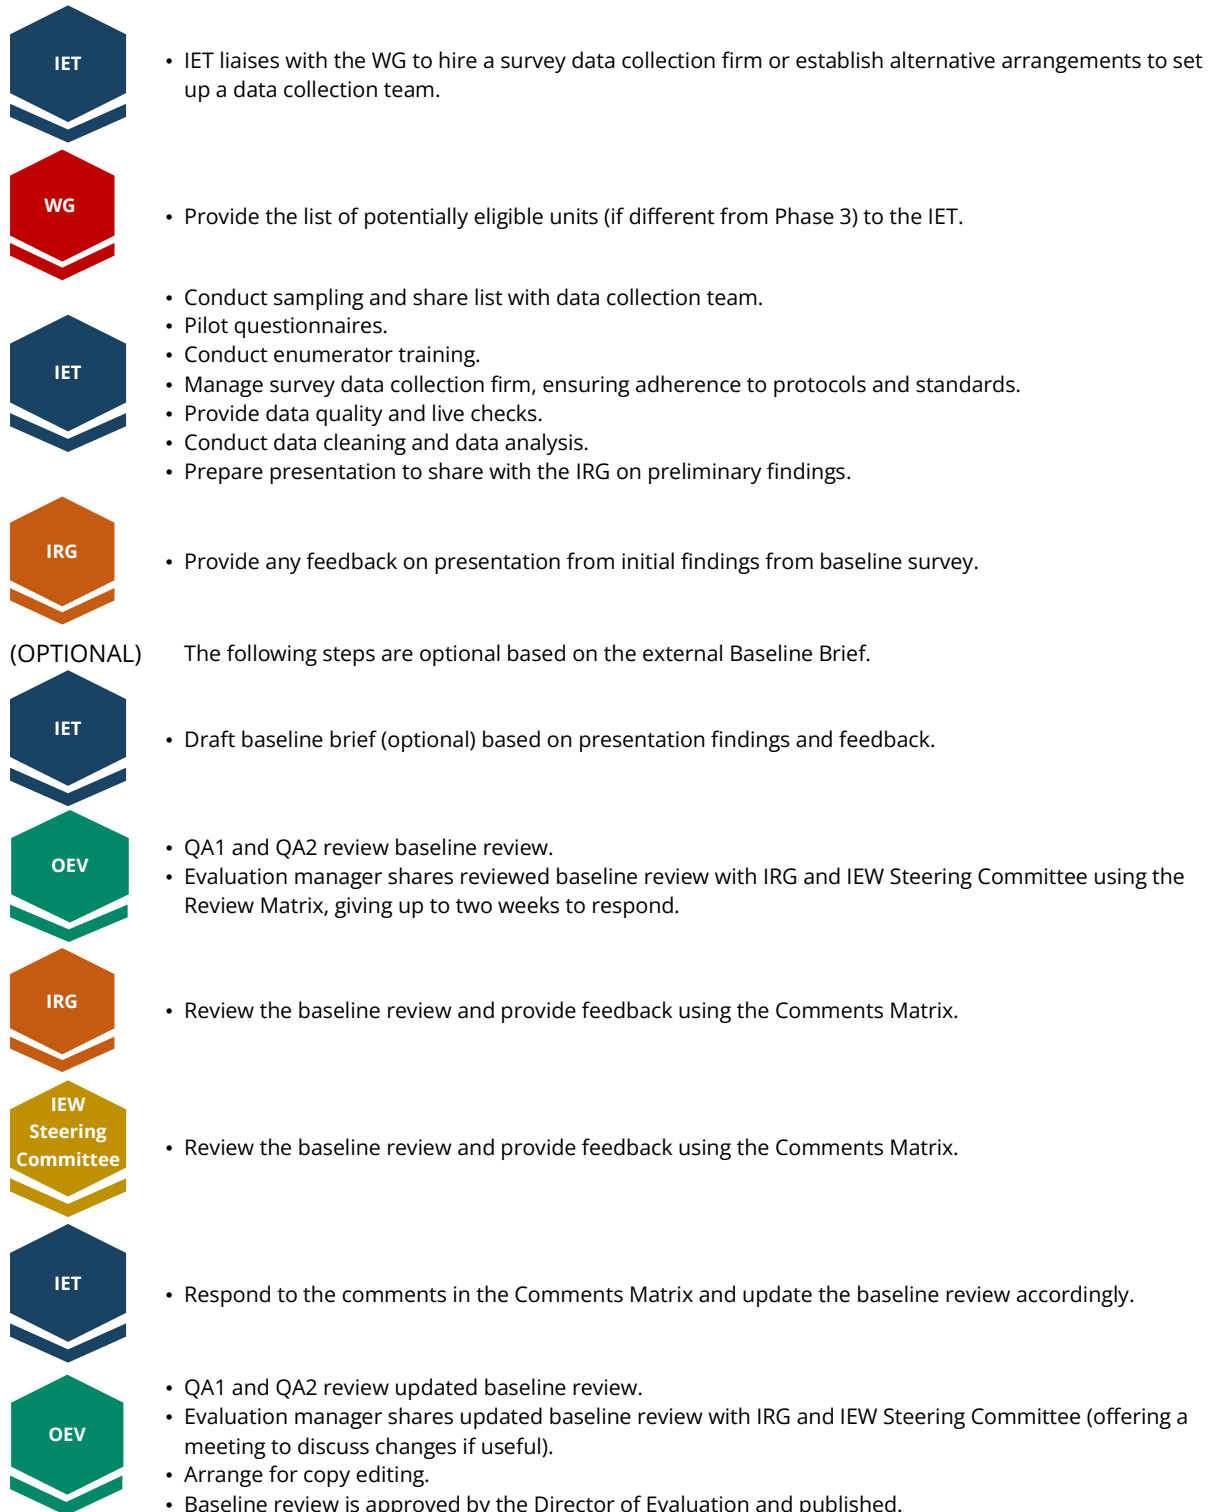 IET
• IET liaises with the WG to hire a survey data collection firm or establish alternative arrangements to set
up a data collection team.
WG
• Provide the list of potentially eligible units (if different from Phase 3) to the IET.
IET
• Conduct sampling and share list with data collection team.
• Pilot questionnaires.
• Conduct enumerator training.
• Manage survey data collection firm, ensuring adherence to protocols and standards.
• Provide data quality and live checks.
• Conduct data cleaning and data analysis.
• Prepare presentation to share with the IRG on preliminary findings.
IRG
• Provide any feedback on presentation from initial findings from baseline survey.
(OPTIONAL) The following steps are optional based on the external Baseline Brief.
IET
• Draft baseline brief (optional) based on presentation findings and feedback.
OEV
• QA1 and QA2 review baseline review.
• Evaluation manager shares reviewed baseline review with IRG and IEW Steering Committee using the
Review Matrix, giving up to two weeks to respond.
IRG
• Review the baseline review and provide feedback using the Comments Matrix.
IEW
Steering
Committee
• Review the baseline review and provide feedback using the Comments Matrix.
IET
• Respond to the comments in the Comments Matrix and update the baseline review accordingly.
OEV
• QA1 and QA2 review updated baseline review.
• Evaluation manager shares updated baseline review with IRG and IEW Steering Committee (offering a
meeting to discuss changes if useful).
• Arrange for copy editing.
• Baseline review is approved by the Director of Evaluation and published.